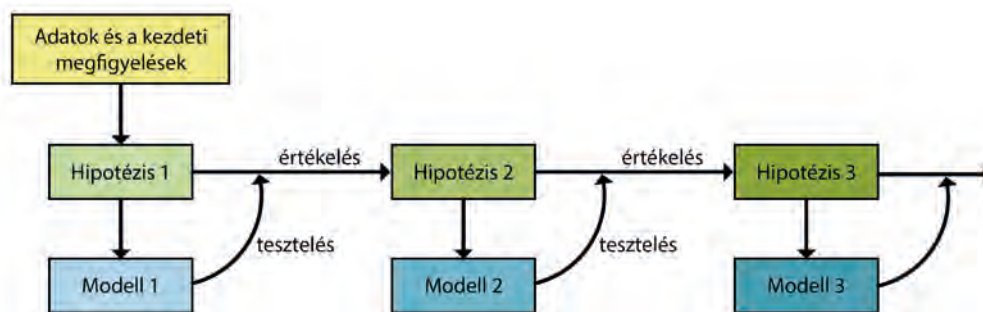 Adatok és a kezdeti
megfigyelések
Hipotézis 1
értékelés
Hipotézis 2
értékelés
Hipotézis 3
tesztelés
tesztelés
Modell 1
Modell 2
Modell 3